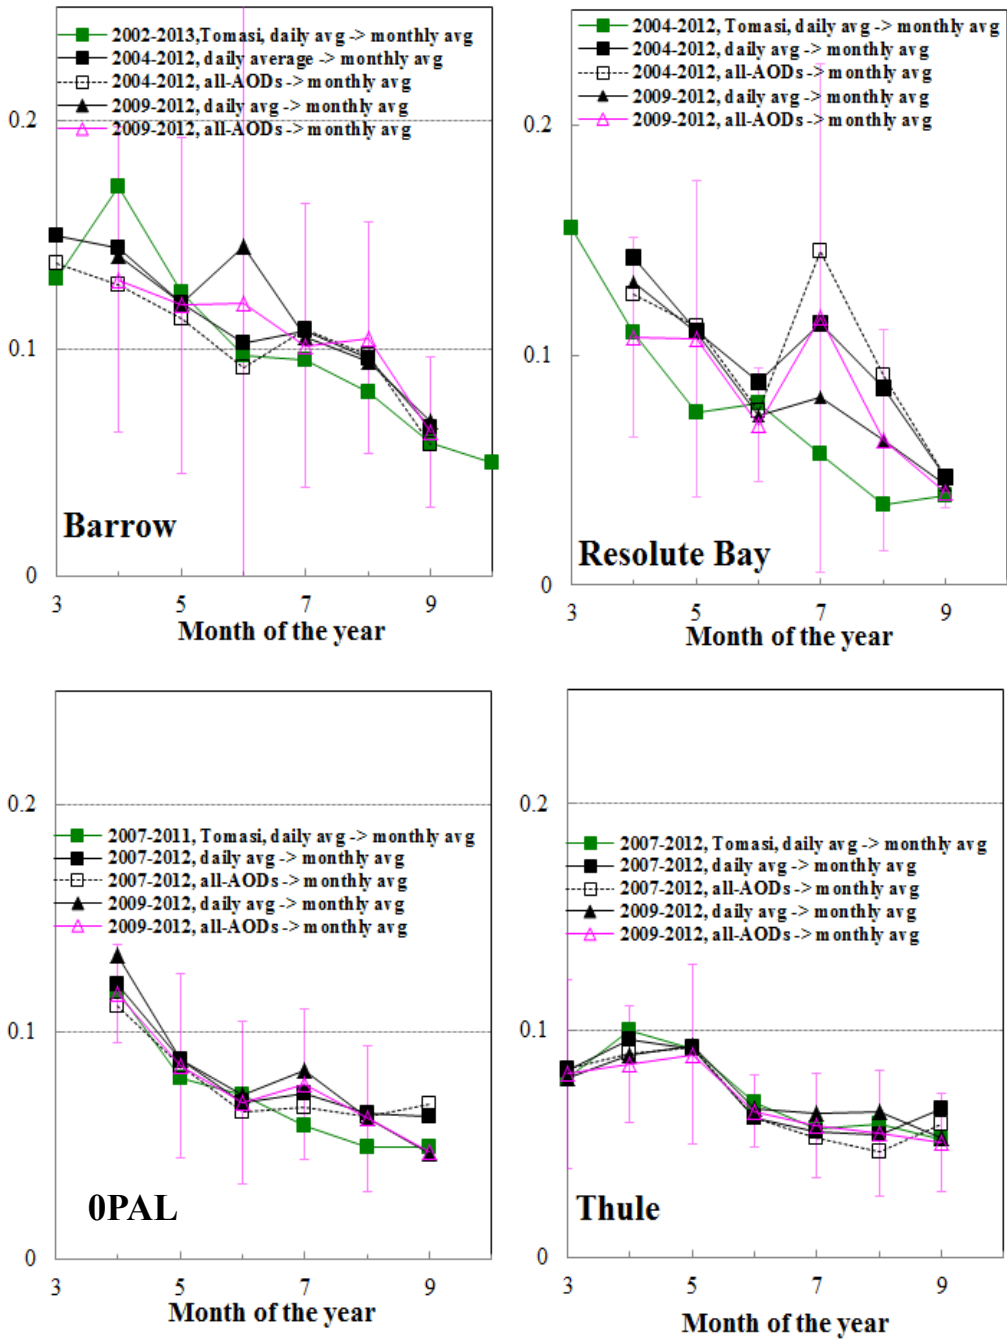 2002-2013,Tomasi, daily avg -> monthly avg
2004-2012, daily average -> monthly avg
2004-2012, all-AODs -> monthly avg
2009-2012, daily avg -> monthly avg
2009-2012, all-AODs -> monthly avg
0.2
0.1
0
Barrow
3 5 7 9
Month of the year
2004-2012, Tomasi, daily avg -> monthly avg
2004-2012, daily avg -> monthly avg
2004-2012, all-AODs -> monthly avg
2009-2012, daily avg -> monthly avg
2009-2012, all-AODs -> monthly avg
0.2
0.1
0
Resolute Bay
3 5 7 9
Month of the year
0.2
2007-2011, Tomasi, daily avg -> monthly avg
2007-2012, daily avg -> monthly avg
2007-2012, all-AODs -> monthly avg
2009-2012, daily avg -> monthly avg
2009-2012, all-AODs -> monthly avg
0.1
0PAL
0
3 5 7 9
Month of the year
0.2
2007-2012, Tomasi, daily avg -> monthly avg
2007-2012, daily avg -> monthly avg
2007-2012, all-AODs -> monthly avg
2009-2012, daily avg -> monthly avg
2009-2012, all-AODs -> monthly avg
0.1
Thule
0
3 5 7 9
Month of the year